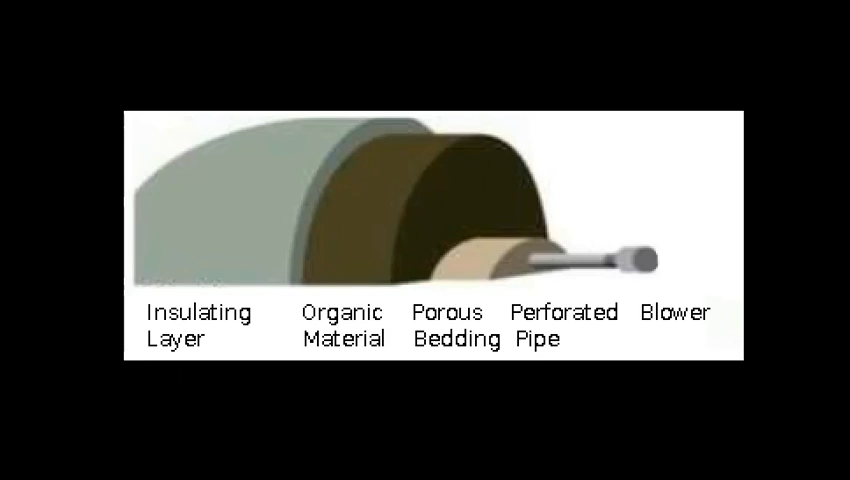 Insulating Organic Porous Perforated Blower
Layer Material Bedding Pipe